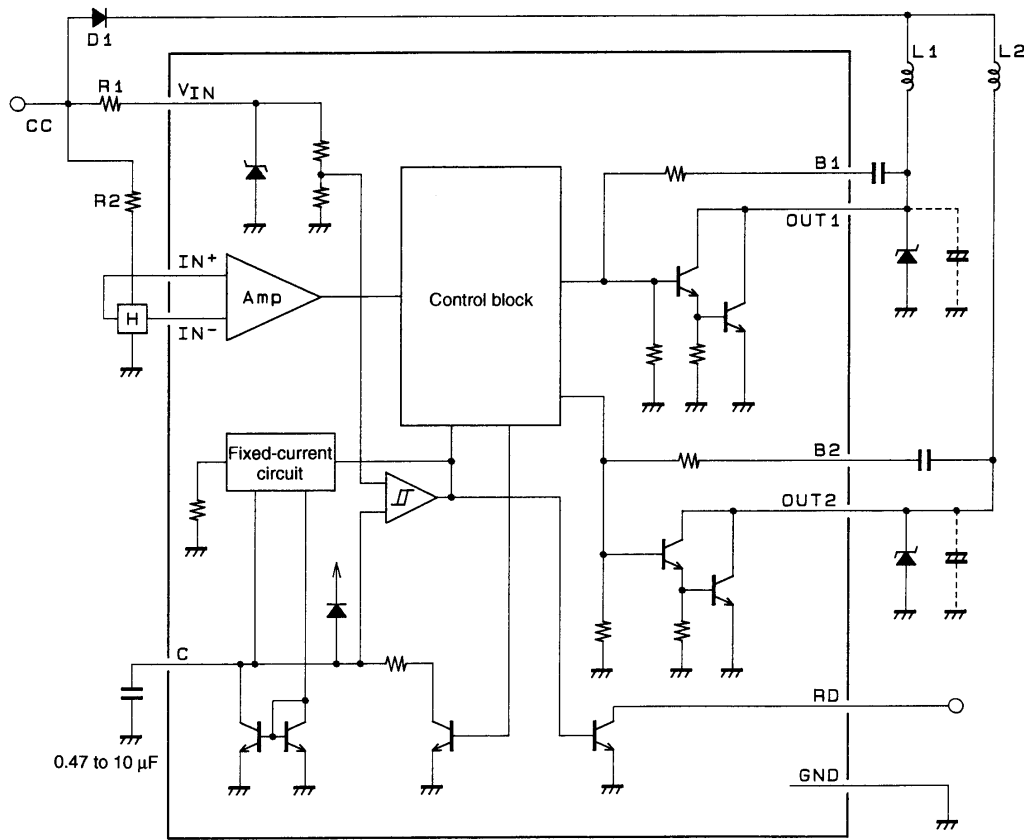 D1
L1
L2
R1
VIN
CC
B1
R2
OUT1
IN+
Amp
Control block
H
IN−
Fixed-current
circuit
B2
OUT2
C
RD
0.47 to 10 μF
GND